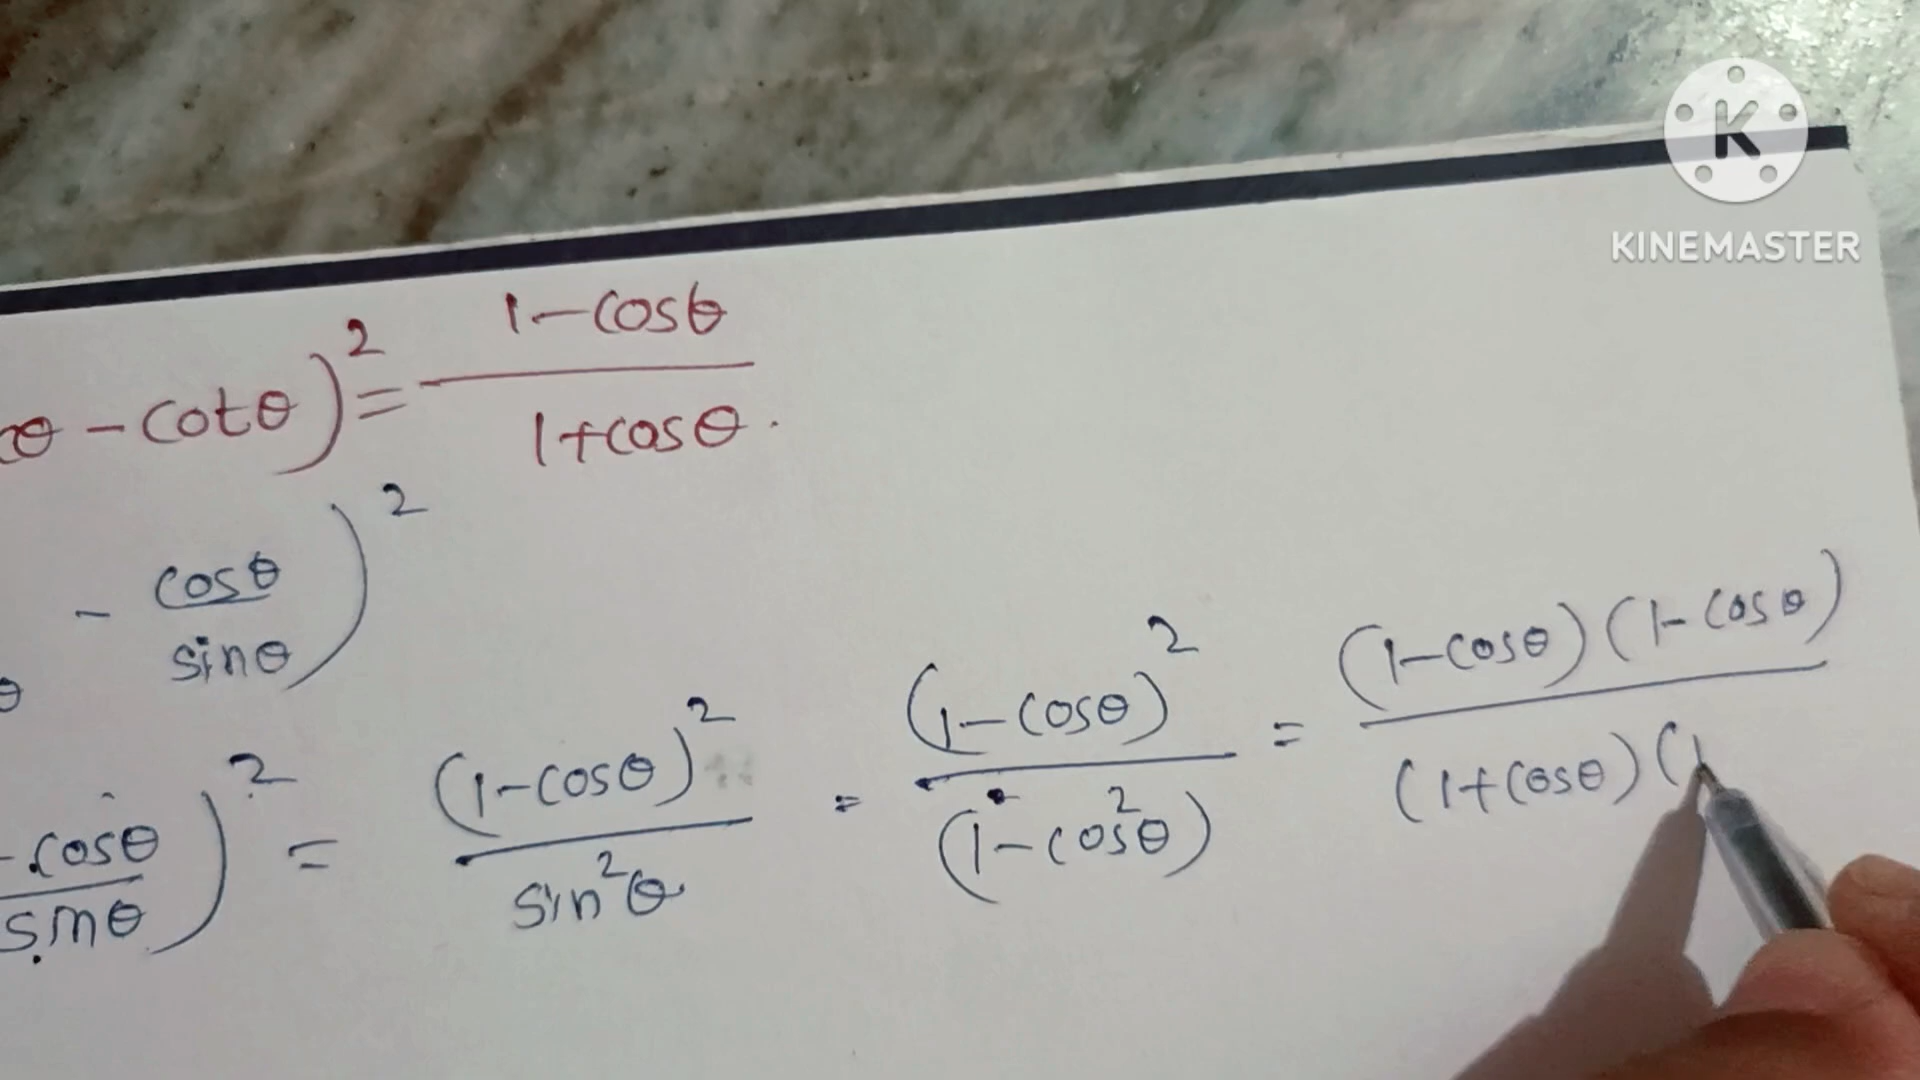 K
KINEMASTER
θ - cotθ)² = (1-cosθ)/(1+cosθ).
- cosθ/sinθ)²
θ
- cosθ/sinθ)² = (1-cosθ)²/sin²θ = (1-cosθ)²/(1-cos²θ) = (1-cosθ)(1-cosθ)/(1+cosθ)(1